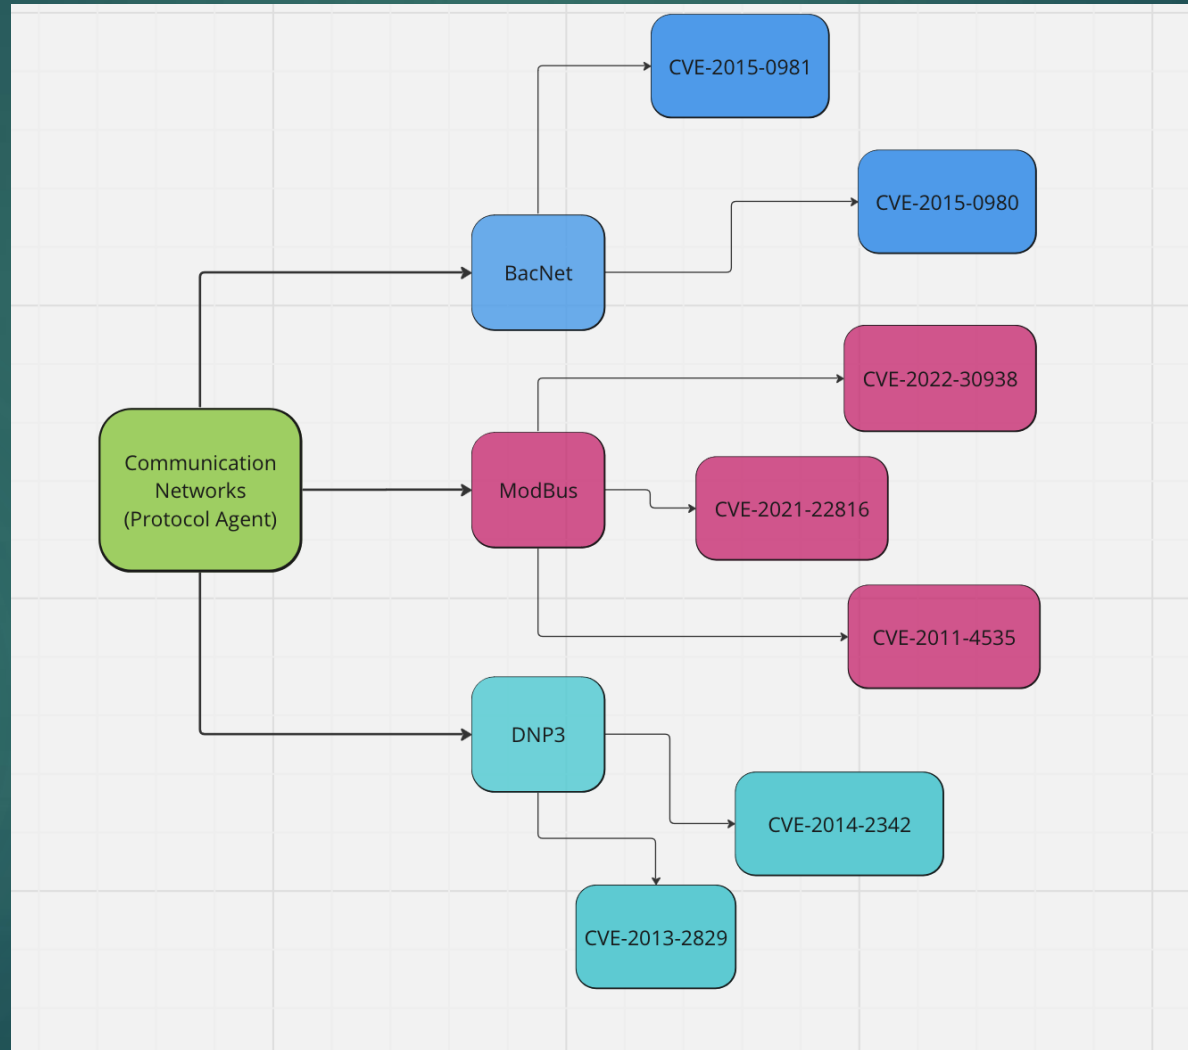 CVE-2015-0981
CVE-2015-0980
BacNet
CVE-2022-30938
Communication
Networks
(Protocol Agent)
ModBus
CVE-2021-22816
CVE-2011-4535
DNP3
CVE-2014-2342
CVE-2013-2829